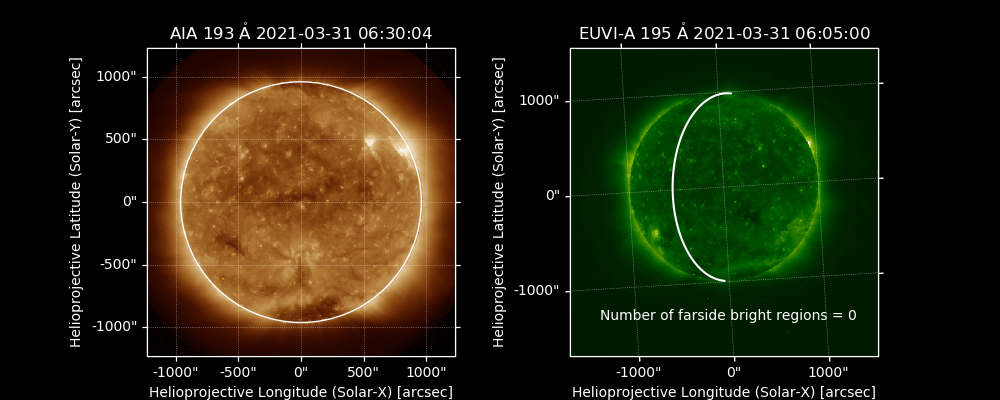 AIA 193 Å 2021-03-31 06:30:04
Helioprojective Latitude (Solar-Y) [arcsec]
1000"
500"
0"
-500"
-1000"
-1000" -500" 0" 500" 1000"
Helioprojective Longitude (Solar-X) [arcsec]
EUVI-A 195 Å 2021-03-31 06:05:00
Helioprojective Latitude (Solar-Y) [arcsec]
1000"
0"
-1000"
Number of farside bright regions = 0
-1000" 0" 1000"
Helioprojective Longitude (Solar-X) [arcsec]